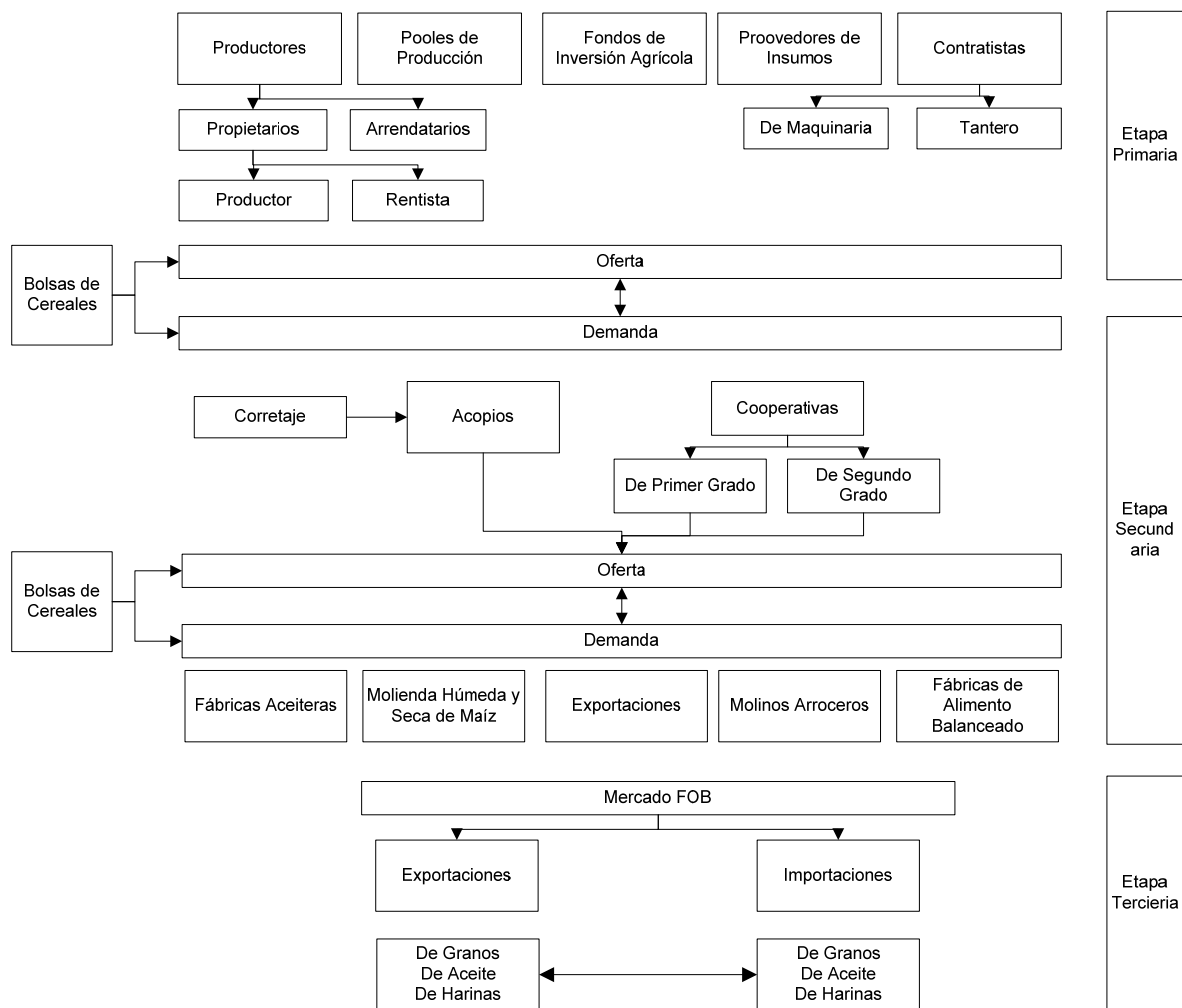 Productores
Pooles de
Producción
Fondos de
Inversión Agrícola
Proovedores de
Insumos
Contratistas
Propietarios
Arrendatarios
De Maquinaria
Tantero
Productor
Rentista
Etapa
Primaria
Bolsas de
Cereales
Oferta
Demanda
Corretaje
Acopios
Cooperativas
De Primer Grado
De Segundo
Grado
Etapa
Secund
aria
Bolsas de
Cereales
Oferta
Demanda
Fábricas Aceiteras
Molienda Húmeda y
Seca de Maíz
Exportaciones
Molinos Arroceros
Fábricas de
Alimento
Balanceado
Mercado FOB
Exportaciones
Importaciones
Etapa
Tercieria
De Granos
De Aceite
De Harinas
De Granos
De Aceite
De Harinas